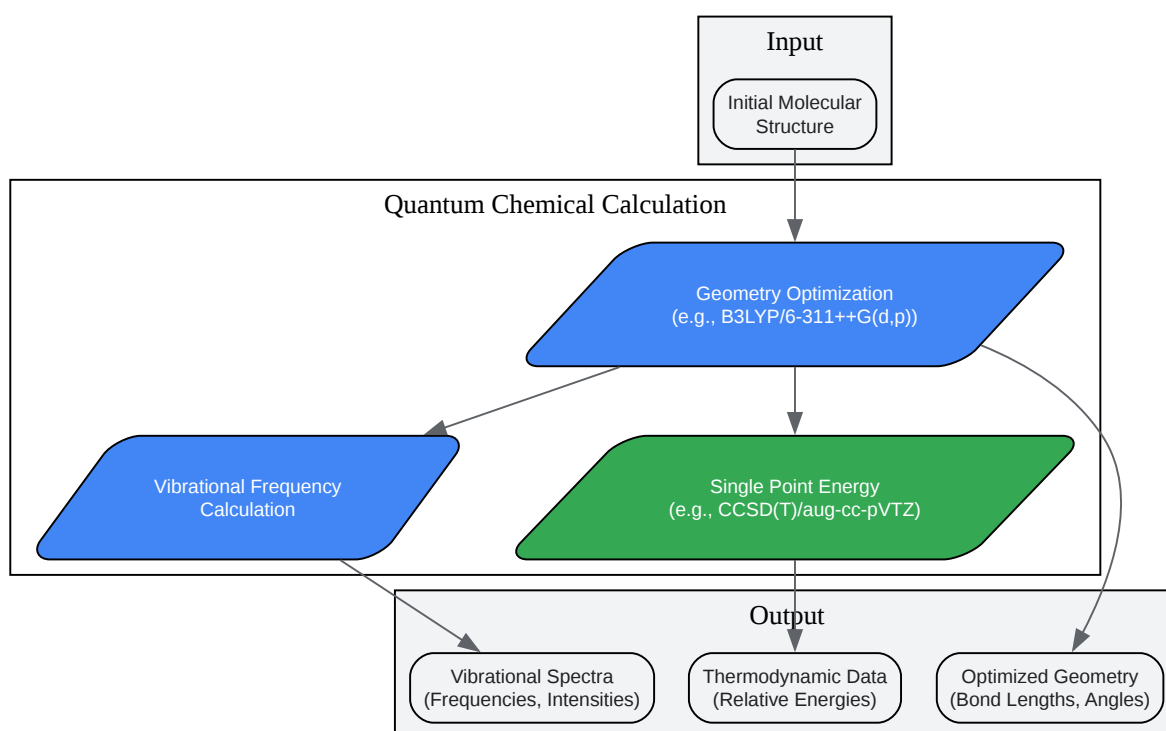 Input
Initial Molecular
Structure
Quantum Chemical Calculation
Geometry Optimization
(e.g., B3LYP/6-311++G(d,p))
Vibrational Frequency
Calculation
Single Point Energy
(e.g., CCSD(T)/aug-cc-pVTZ)
Output
Vibrational Spectra
(Frequencies, Intensities)
Thermodynamic Data
(Relative Energies)
Optimized Geometry
(Bond Lengths, Angles)